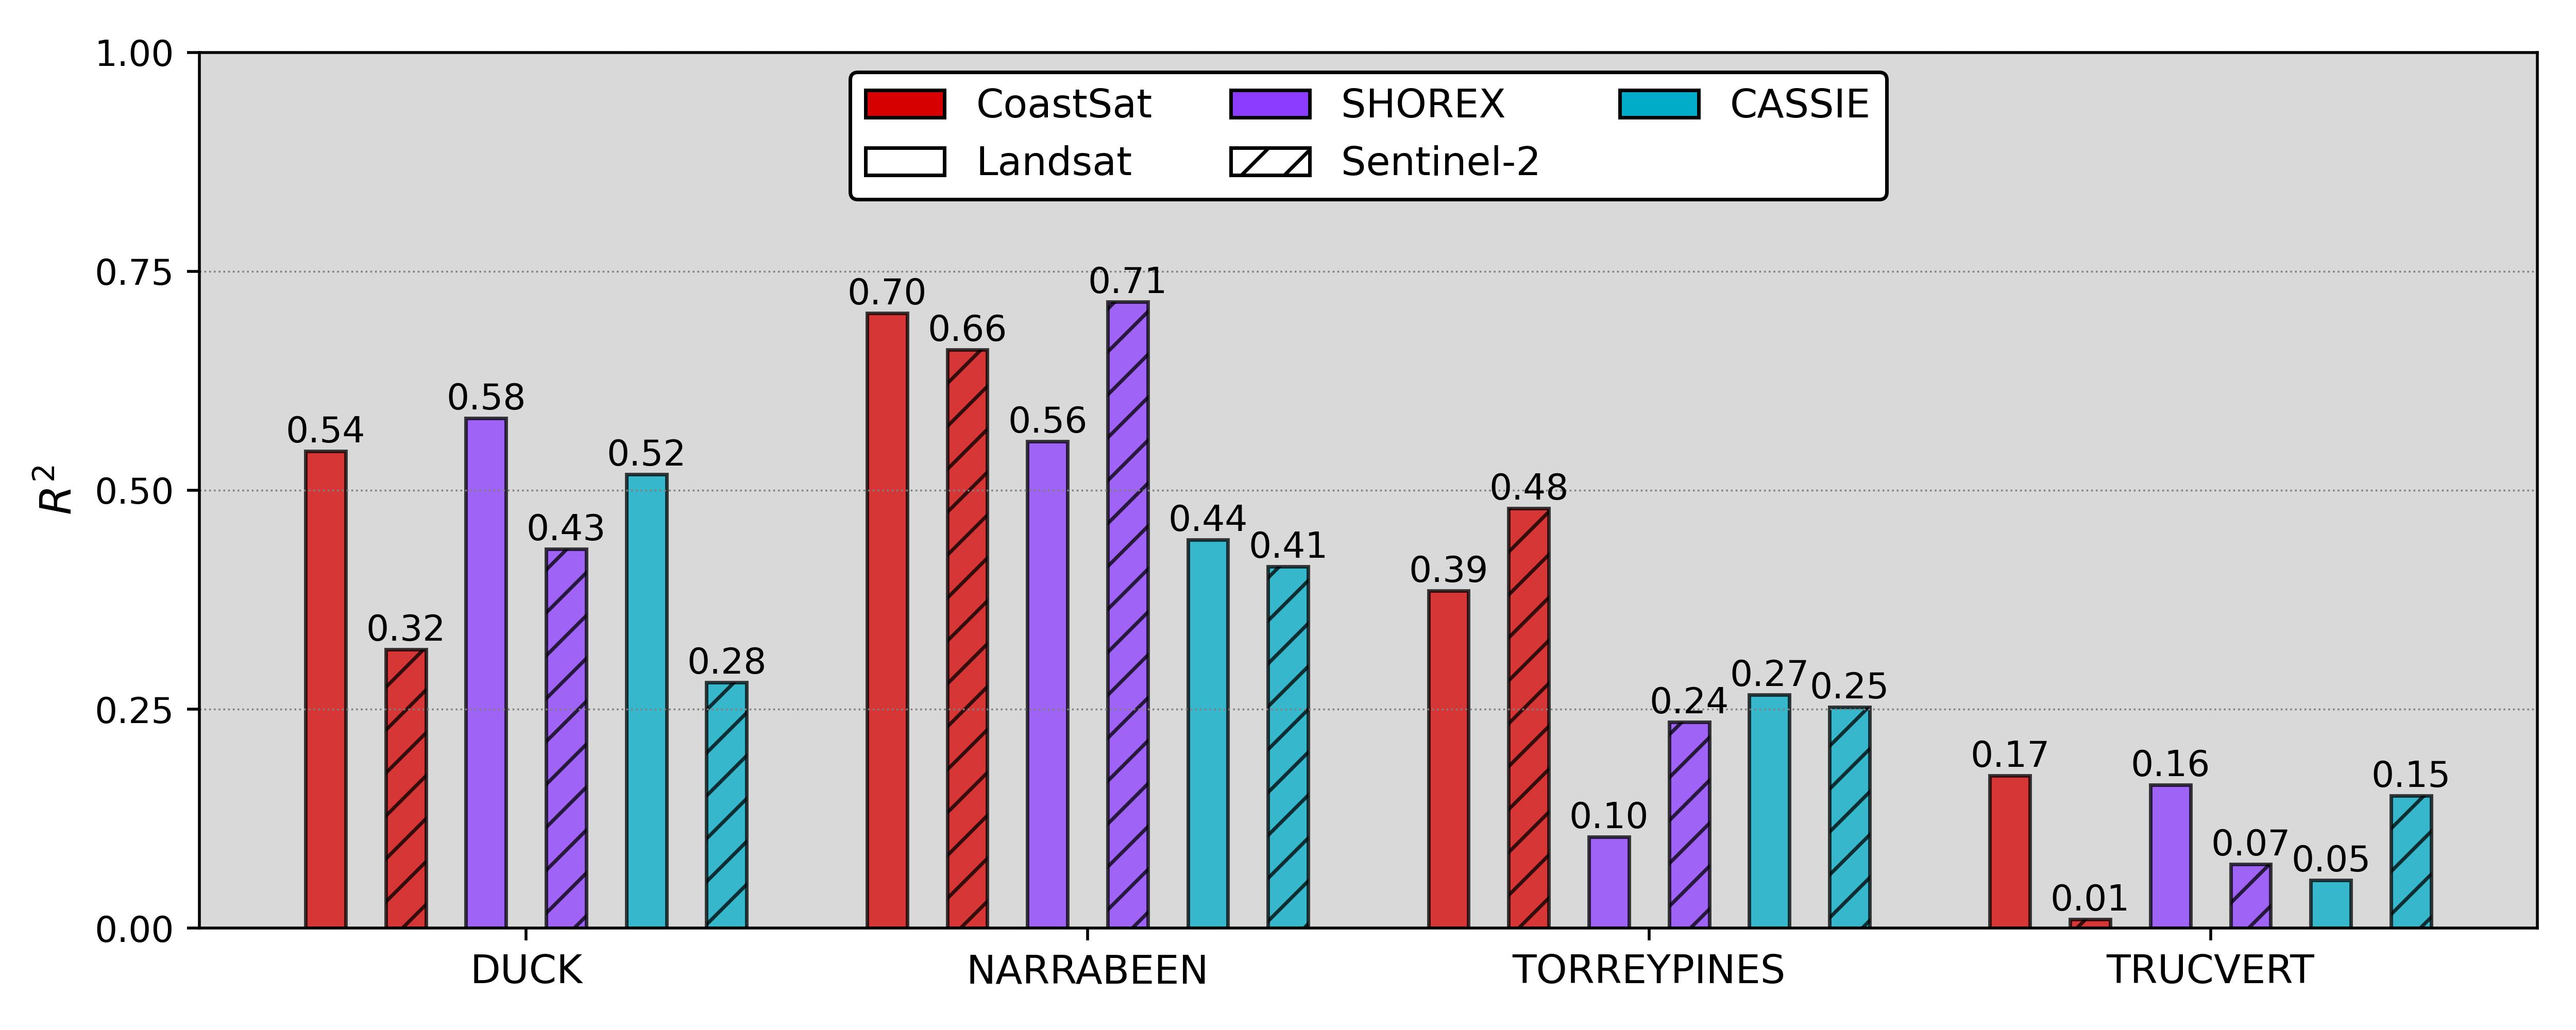 1.00
CoastSat SHOREX CASSIE
Landsat Sentinel-2
0.75
0.70 0.66 0.56 0.71 0.44 0.41
0.54 0.32 0.58 0.43 0.52 0.28
0.50
R²
0.39 0.48 0.10 0.24 0.27 0.25
0.25
0.17 0.01 0.16 0.07 0.05 0.15
0.00
DUCK NARRABEEN TORREYPINES TRUCVERT